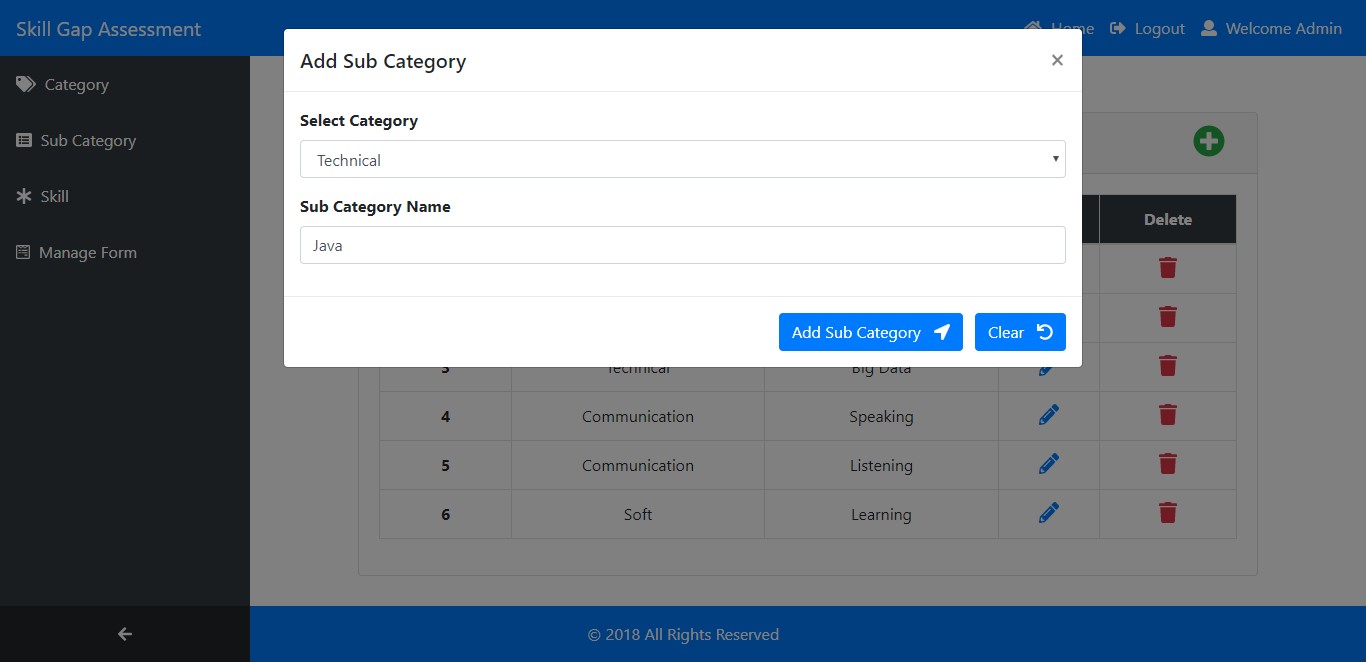 Skill Gap Assessment
Home Logout Welcome Admin
Category
Sub Category
Skill
Manage Form
Add Sub Category ×
Select Category
Technical
Sub Category Name
Java
Add Sub Category Clear
Delete
3 Technical Big Data
4 Communication Speaking
5 Communication Listening
6 Soft Learning
© 2018 All Rights Reserved